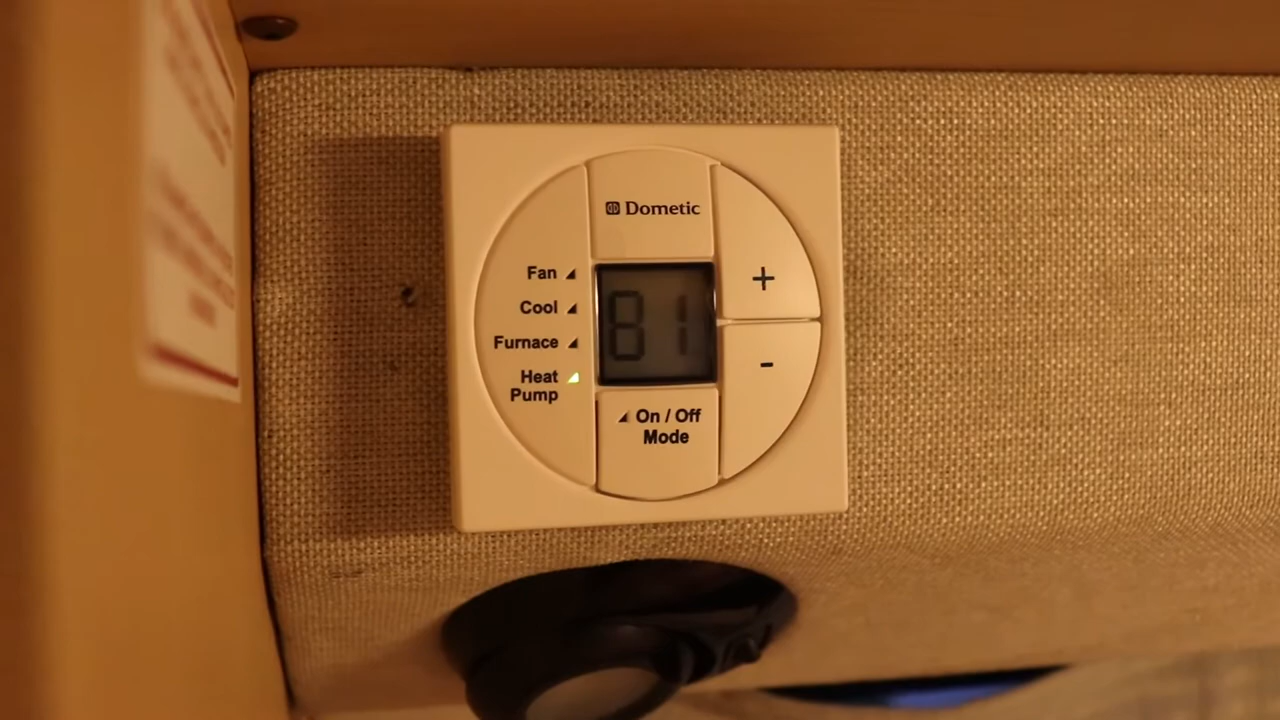 Dometic
Fan
Cool
Furnace
Heat
Pump
81
+
-
On / Off
Mode